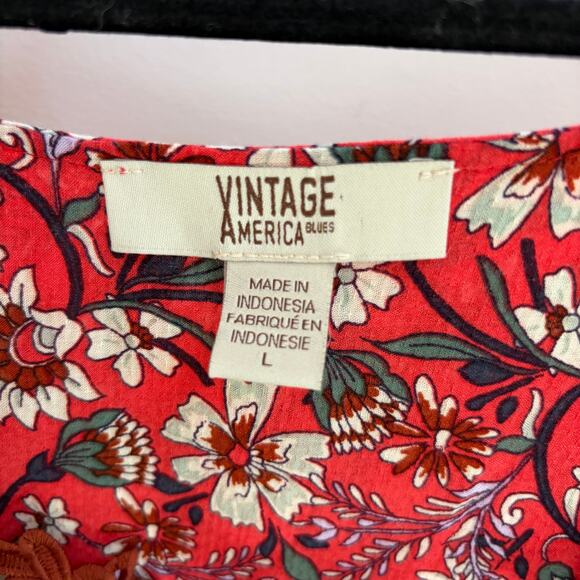 VINTAGE
AMERICA BLUES
MADE IN
INDONESIA
FABRIQUÉ EN
INDONESIE
L